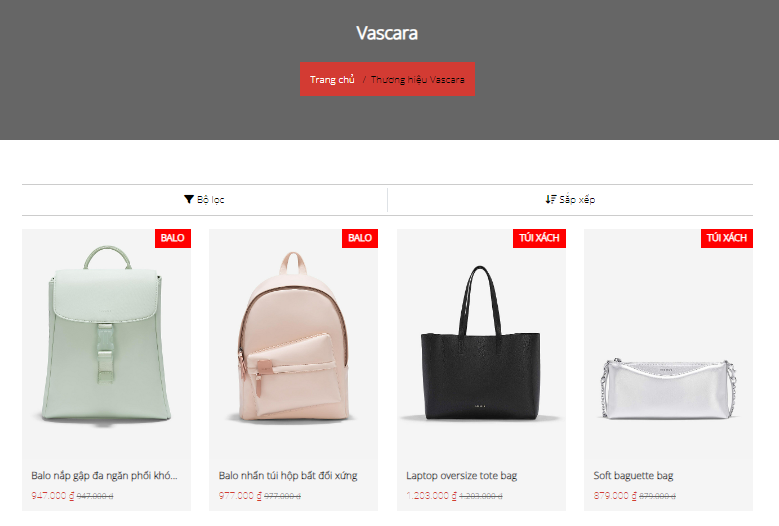 Vascara
Trang chủ / Thương hiệu Vascara
Bộ lọc
Sắp xếp
BALO
BALO
TÚI XÁCH
TÚI XÁCH
Balo nắp gập đa ngăn phối khó...
Balo nhấn túi hộp bất đối xứng
Laptop oversize tote bag
Soft baguette bag
947.000 ₫ 947.000 đ
977.000 ₫ 977.000 đ
1.203.000 ₫ 1.203.000 đ
879.000 ₫ 879.000 đ